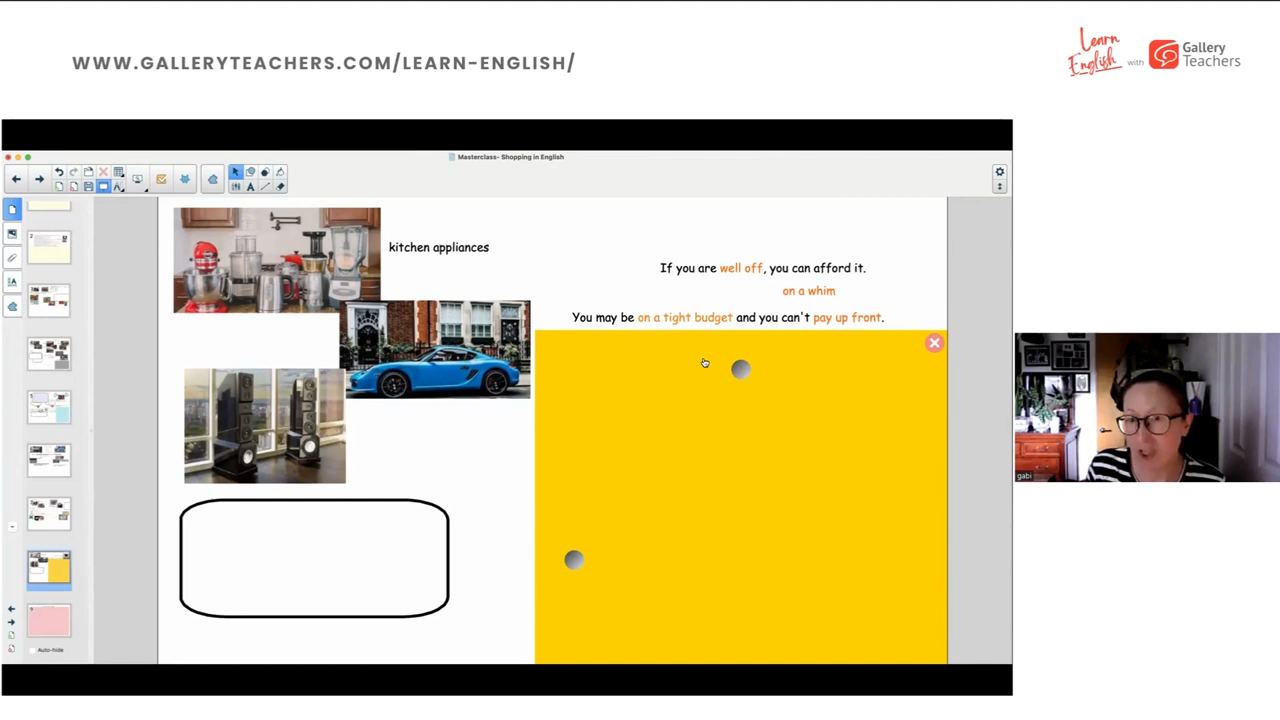 WWW.GALLERYTEACHERS.COM/LEARN-ENGLISH/
Learn
English
with
Gallery
Teachers
Masterclass- Shopping in English
kitchen appliances
If you are well off, you can afford it.
on a whim
You may be on a tight budget and you can't pay up front.
gabi
Auto-hide